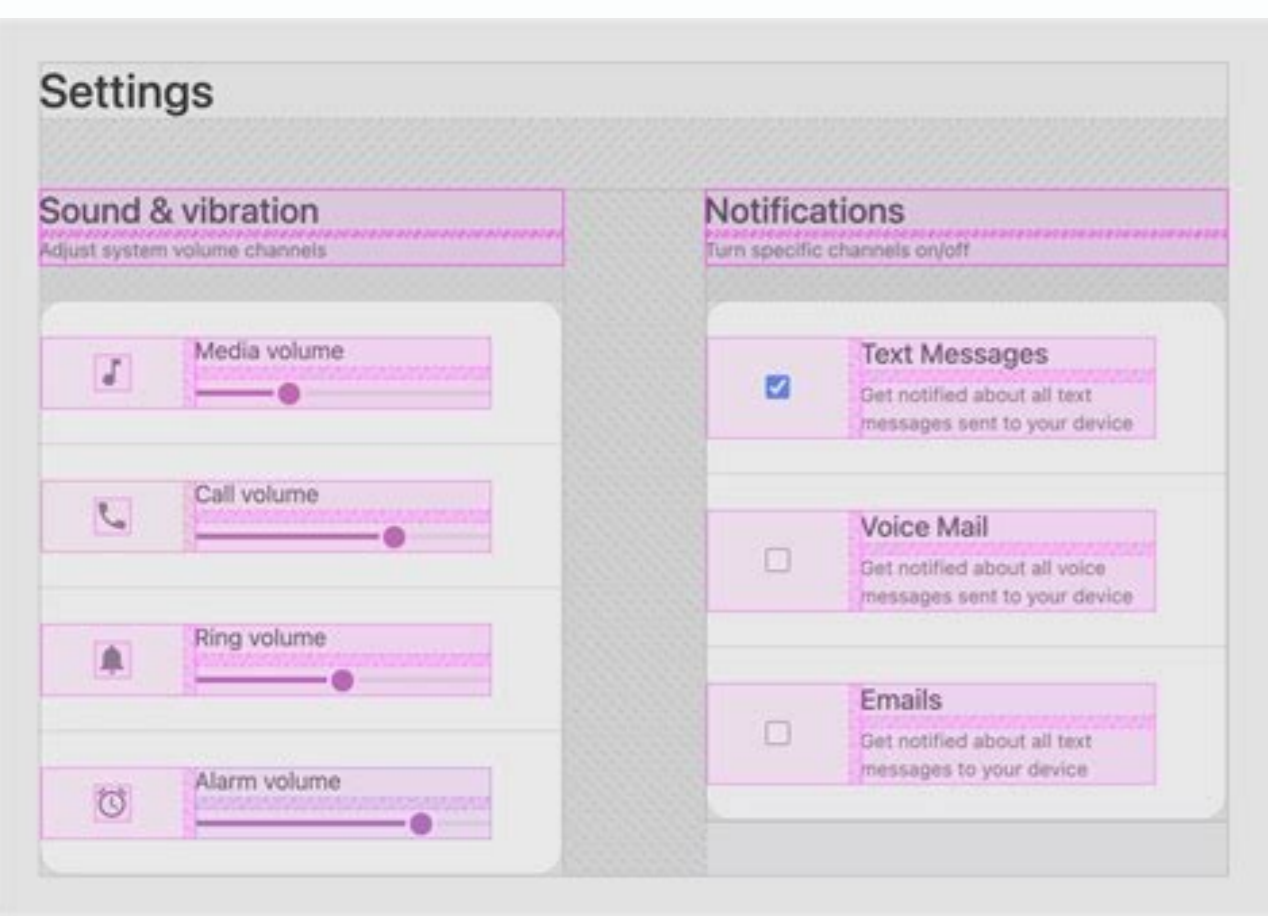 Settings
Sound & vibration
Adjust system volume channels
Media volume
Call volume
Ring volume
Alarm volume
Notifications
Turn specific channels on/off
Text Messages
Get notified about all text
messages sent to your device
Voice Mail
Get notified about all voice
messages sent to your device
Emails
Get notified about all text
messages to your device